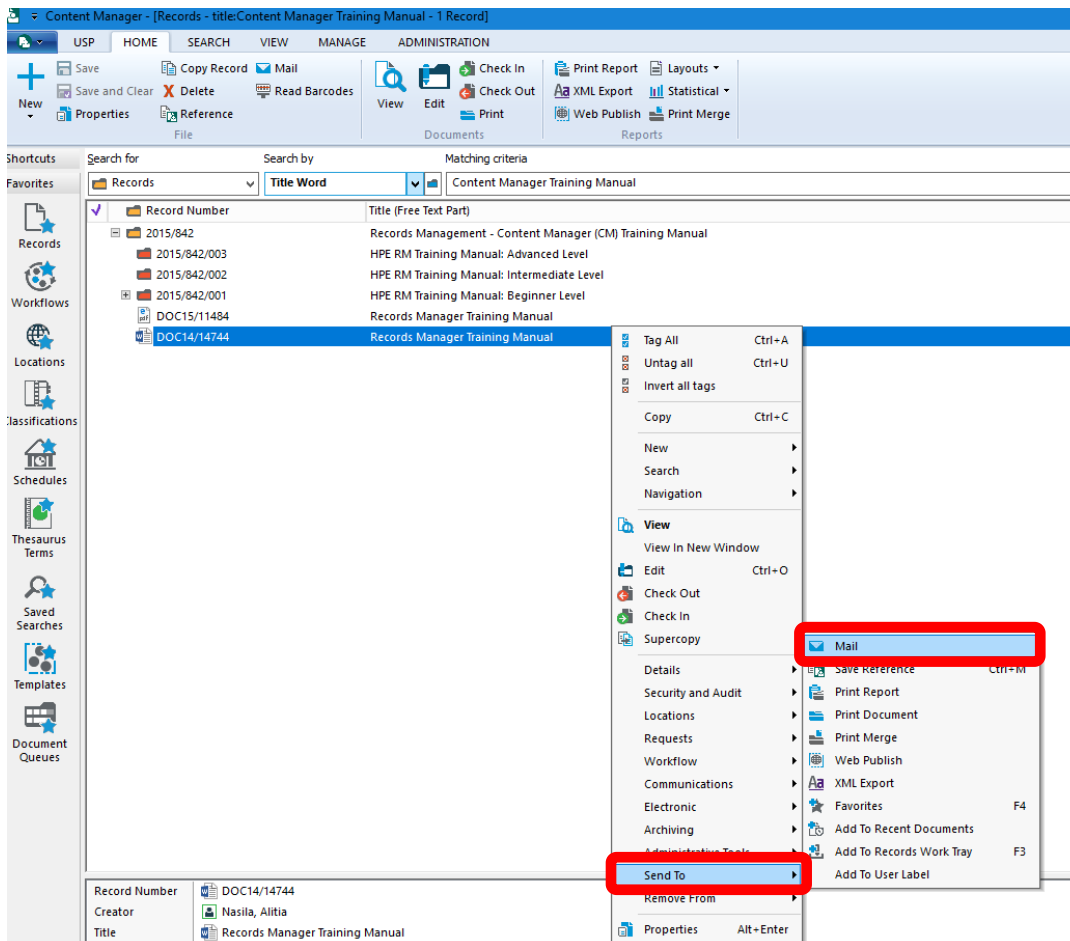 Content Manager - [Records - title:Content Manager Training Manual - 1 Record]
USP HOME SEARCH VIEW MANAGE ADMINISTRATION
New
Save
Save and Clear
Properties
Copy Record
Delete
Reference
Mail
Read Barcodes
File
View
Edit
Check In
Check Out
Print
Documents
Print Report
XML Export
Web Publish
Layouts
Statistical
Print Merge
Reports
Shortcuts
Favorites
Records
Workflows
Locations
Classifications
Schedules
Thesaurus
Terms
Saved
Searches
Templates
Document
Queues
Search for Search by Matching criteria
Records Title Word Content Manager Training Manual
Record Number Title (Free Text Part)
2015/842 Records Management - Content Manager (CM) Training Manual
2015/842/003 HPE RM Training Manual: Advanced Level
2015/842/002 HPE RM Training Manual: Intermediate Level
2015/842/001 HPE RM Training Manual: Beginner Level
DOC15/11484 Records Manager Training Manual
DOC14/14744 Records Manager Training Manual
Tag All Ctrl+A
Untag all Ctrl+U
Invert all tags
Copy Ctrl+C
New
Search
Navigation
View
View In New Window
Edit Ctrl+O
Check Out
Check In
Supercopy
Details
Security and Audit
Locations
Requests
Workflow
Communications
Electronic
Archiving
Administrative Tools
Send To
Remove From
Properties Alt+Enter
Mail
Save Reference Ctrl+M
Print Report
Print Document
Print Merge
Web Publish
XML Export
Favorites F4
Add To Recent Documents
Add To Records Work Tray F3
Add To User Label
Record Number DOC14/14744
Creator Nasila, Alitia
Title Records Manager Training Manual